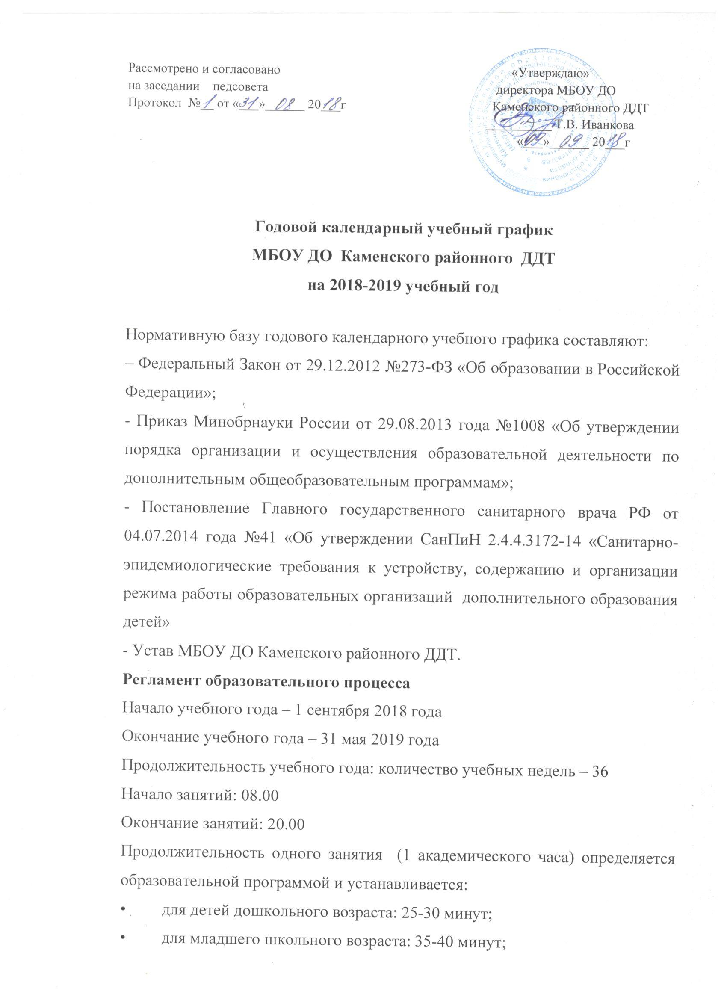 Рассмотрено и согласовано
на заседании педсовета
Протокол № 1 от «31» 08 2018г
«Утверждаю»
директора МБОУ ДО
Каменского районного ДДТ
Т.В. Иванкова
«09» 09 2018г
Годовой календарный учебный график
МБОУ ДО Каменского районного ДДТ
на 2018-2019 учебный год
Нормативную базу годового календарного учебного графика составляют:
– Федеральный Закон от 29.12.2012 №273-ФЗ «Об образовании в Российской
Федерации»;
- Приказ Минобрнауки России от 29.08.2013 года №1008 «Об утверждении
порядка организации и осуществления образовательной деятельности по
дополнительным общеобразовательным программам»;
- Постановление Главного государственного санитарного врача РФ от
04.07.2014 года №41 «Об утверждении СанПиН 2.4.4.3172-14 «Санитарно-
эпидемиологические требования к устройству, содержанию и организации
режима работы образовательных организаций дополнительного образования
детей»
- Устав МБОУ ДО Каменского районного ДДТ.
Регламент образовательного процесса
Начало учебного года – 1 сентября 2018 года
Окончание учебного года – 31 мая 2019 года
Продолжительность учебного года: количество учебных недель – 36
Начало занятий: 08.00
Окончание занятий: 20.00
Продолжительность одного занятия (1 академического часа) определяется
образовательной программой и устанавливается:
• для детей дошкольного возраста: 25-30 минут;
• для младшего школьного возраста: 35-40 минут;